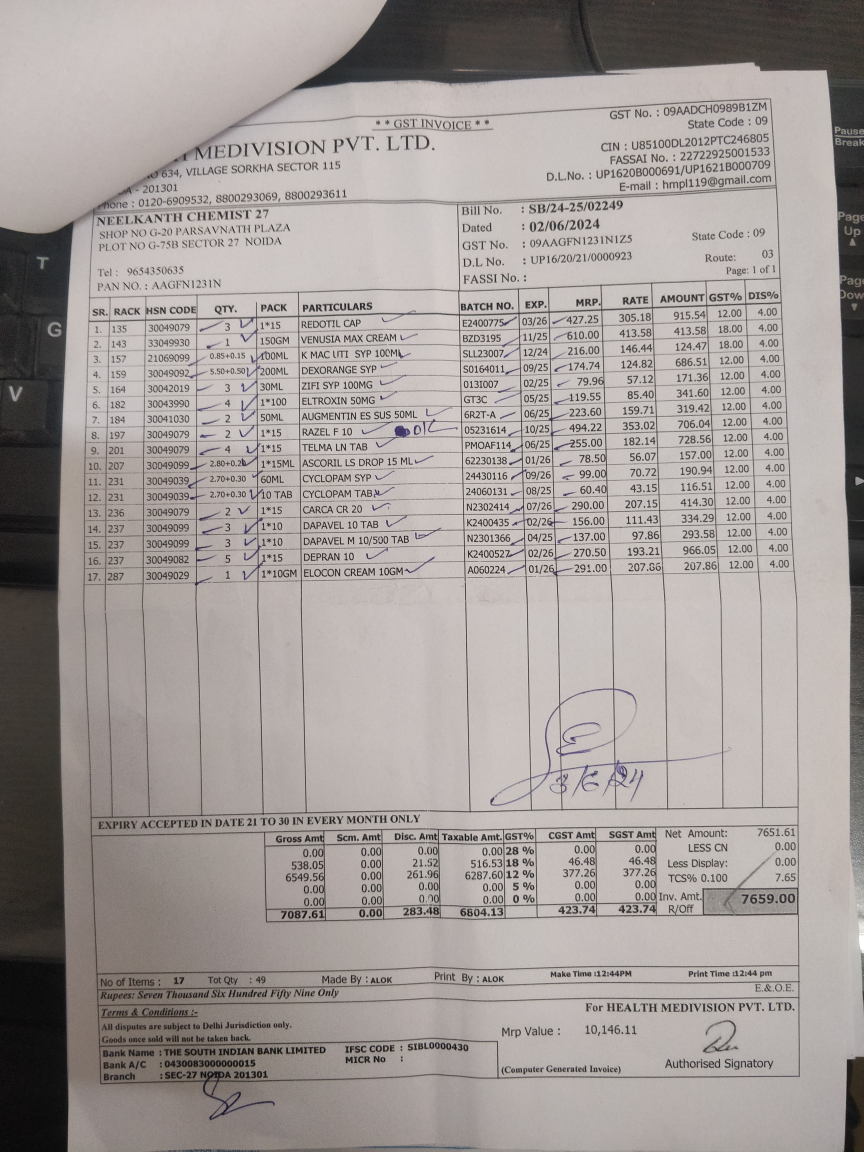 * * GST INVOICE * *
GST No. : 09AADCH0989B1ZM
State Code : 09
MEDIVISION PVT. LTD.
CIN : U85100DL2012PTC246805
634, VILLAGE SORKHA SECTOR 115
FASSAI No. : 22722925001533
- 201301
D.L.No. : UP1620B000691/UP1621B000709
Phone : 0120-6909532, 8800293069, 8800293611
E-mail : hmpl119@gmail.com
NEELKANTH CHEMIST 27
SHOP NO G-20 PARSAVNATH PLAZA
PLOT NO G-75B SECTOR 27 NOIDA
Tel : 9654350635
PAN NO. : AAGFN1231N
Bill No. : SB/24-25/02249
Dated : 02/06/2024
GST No. : 09AAGFN1231N1Z5 State Code : 09
D.L No. : UP16/20/21/0000923 Route: 03
FASSI No. : Page: 1 of 1
SR. RACK HSN CODE QTY. PACK PARTICULARS BATCH NO. EXP. MRP. RATE AMOUNT GST% DIS%
1. 135 30049079 3 1*15 REDOTIL CAP E2400775 03/26 427.25 305.18 915.54 12.00 4.00
2. 143 33049930 1 150GM VENUSIA MAX CREAM BZD3195 11/25 610.00 413.58 413.58 18.00 4.00
3. 157 21069099 0.85+0.15 100ML K MAC LITI SYP 100ML SLL23007 12/24 216.00 146.44 124.47 18.00 4.00
4. 159 30049092 5.50+0.50 200ML DEXORANGE SYP S0164011 09/25 174.74 124.82 686.51 12.00 4.00
5. 164 30042019 3 30ML ZIFI SYP 100MG 013I007 02/25 79.96 57.12 171.36 12.00 4.00
6. 182 30043990 4 1*100 ELTROXIN 50MG GT3C 05/25 119.55 85.40 341.60 12.00 4.00
7. 184 30041030 2 50ML AUGMENTIN ES SUS 50ML 6R2T-A 06/25 223.60 159.71 319.42 12.00 4.00
8. 197 30049079 2 1*15 RAZEL F 10 OK 05231614 10/25 494.22 353.02 706.04 12.00 4.00
9. 201 30049079 4 1*15 TELMA LN TAB PMOAF114 06/25 255.00 182.14 728.56 12.00 4.00
10. 207 30049099 2.80+0.20 1*15ML ASCORIL LS DROP 15 ML 62230138 01/26 78.50 56.07 157.00 12.00 4.00
11. 231 30049039 2.70+0.30 60ML CYCLOPAM SYP 24430116 09/26 99.00 70.72 190.94 12.00 4.00
12. 231 30049039 2.70+0.30 10 TAB CYCLOPAM TAB 24060131 08/25 60.40 43.15 116.51 12.00 4.00
13. 236 30049079 2 1*15 CARCA CR 20 N2302414 07/26 290.00 207.15 414.30 12.00 4.00
14. 237 30049099 3 1*10 DAPAVEL 10 TAB K2400435 02/26 156.00 111.43 334.29 12.00 4.00
15. 237 30049099 3 1*10 DAPAVEL M 10/500 TAB N2301366 04/25 137.00 97.86 293.58 12.00 4.00
16. 237 30049082 5 1*15 DEPRAN 10 K2400527 02/26 270.50 193.21 966.05 12.00 4.00
17. 287 30049029 1 1*10GM ELOCON CREAM 10GM A060224 01/26 291.00 207.86 207.86 12.00 4.00
3/6/24
EXPIRY ACCEPTED IN DATE 21 TO 30 IN EVERY MONTH ONLY
Gross Amt Scm. Amt Disc. Amt Taxable Amt. GST% CGST Amt SGST Amt
0.00 0.00 0.00 0.00 28 % 0.00 0.00
538.05 0.00 21.52 516.53 18 % 46.48 46.48
6549.56 0.00 261.96 6287.60 12 % 377.26 377.26
0.00 0.00 0.00 0.00 5 % 0.00 0.00
0.00 0.00 0.00 0.00 0 % 0.00 0.00
7087.61 0.00 283.48 6804.13 423.74 423.74
Net Amount: 7651.61
LESS CN 0.00
Less Display: 0.00
TCS% 0.100 7.65
Inv. Amt. 7659.00
R/Off
No of Items : 17 Tot Qty : 49 Made By : ALOK Print By : ALOK Make Time :12:44PM Print Time :12:44 pm
Rupees: Seven Thousand Six Hundred Fifty Nine Only
E.& O.E.
Terms & Conditions :-
All disputes are subject to Delhi Jurisdiction only.
Goods once sold will not be taken back.
Bank Name : THE SOUTH INDIAN BANK LIMITED IFSC CODE : SIBL0000430
Bank A/C : 0430083000000015 MICR No :
Branch : SEC-27 NOIDA 201301
For HEALTH MEDIVISION PVT. LTD.
Mrp Value : 10,146.11
(Computer Generated Invoice)
Authorised Signatory
T
G
V
Pause
Break
Page
Up
Page
Down